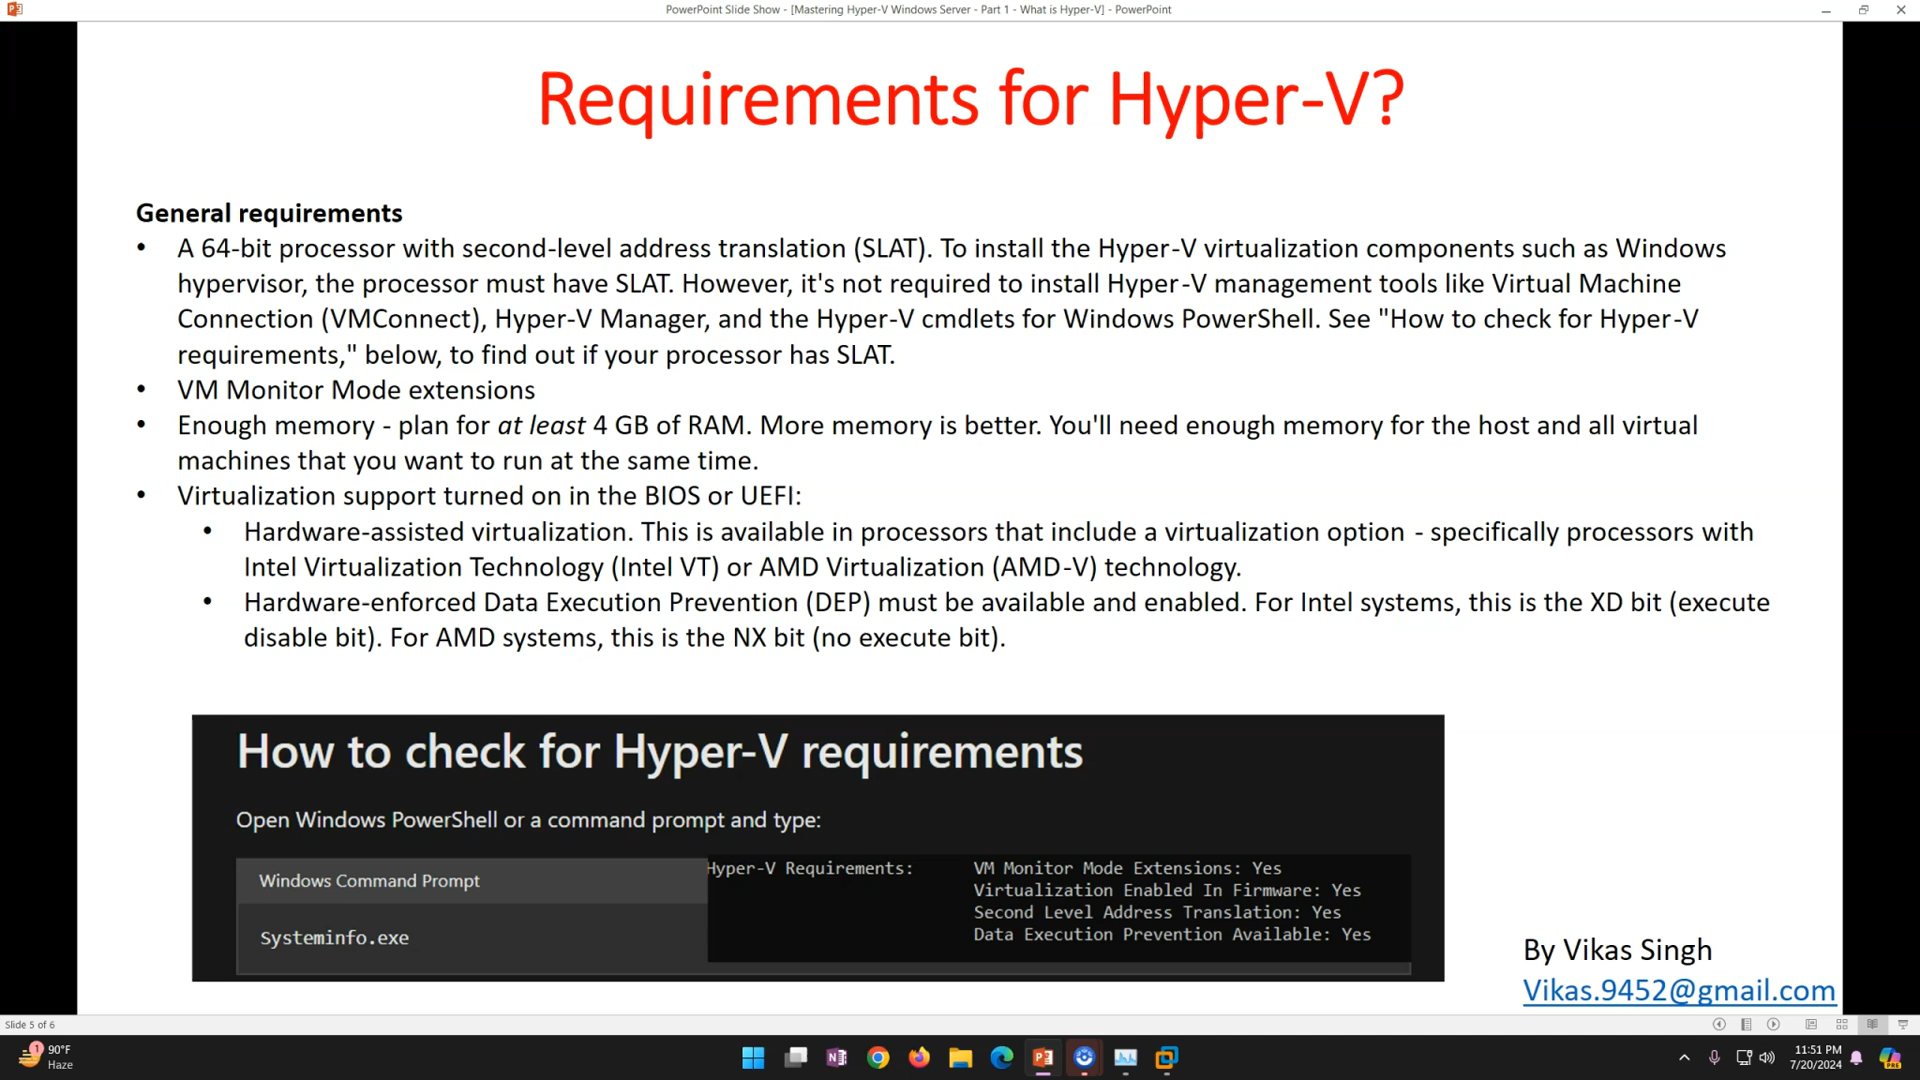 PowerPoint Slide Show - [Mastering Hyper-V Windows Server - Part 1 - What is Hyper-V] - PowerPoint
Requirements for Hyper-V?
General requirements
• A 64-bit processor with second-level address translation (SLAT). To install the Hyper-V virtualization components such as Windows
hypervisor, the processor must have SLAT. However, it's not required to install Hyper-V management tools like Virtual Machine
Connection (VMConnect), Hyper-V Manager, and the Hyper-V cmdlets for Windows PowerShell. See "How to check for Hyper-V
requirements," below, to find out if your processor has SLAT.
• VM Monitor Mode extensions
• Enough memory - plan for at least 4 GB of RAM. More memory is better. You'll need enough memory for the host and all virtual
machines that you want to run at the same time.
• Virtualization support turned on in the BIOS or UEFI:
• Hardware-assisted virtualization. This is available in processors that include a virtualization option - specifically processors with
Intel Virtualization Technology (Intel VT) or AMD Virtualization (AMD-V) technology.
• Hardware-enforced Data Execution Prevention (DEP) must be available and enabled. For Intel systems, this is the XD bit (execute
disable bit). For AMD systems, this is the NX bit (no execute bit).
How to check for Hyper-V requirements
Open Windows PowerShell or a command prompt and type:
Windows Command Prompt
Systeminfo.exe
Hyper-V Requirements: VM Monitor Mode Extensions: Yes
Virtualization Enabled In Firmware: Yes
Second Level Address Translation: Yes
Data Execution Prevention Available: Yes
By Vikas Singh
Vikas.9452@gmail.com
Slide 5 of 6
1
90°F
Haze
11:51 PM
7/20/2024